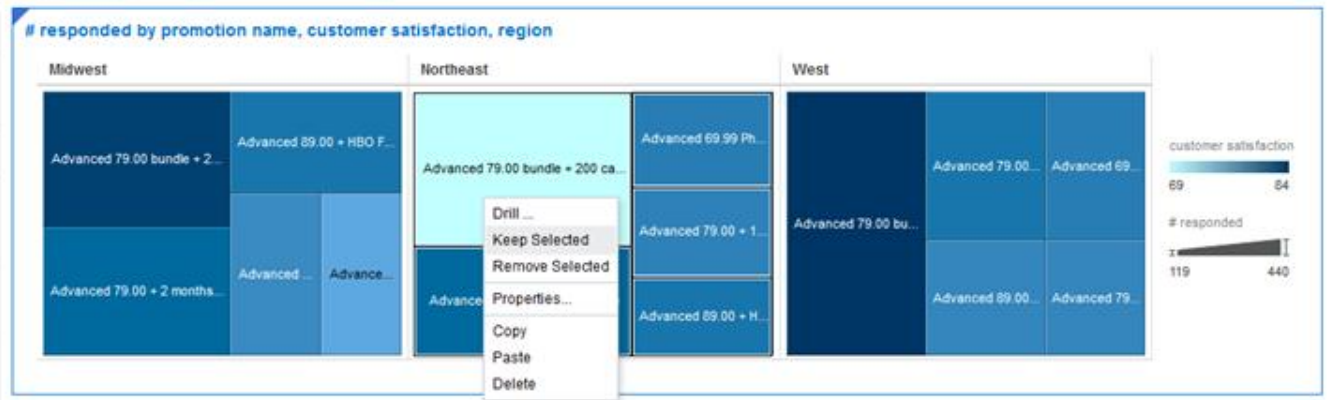 # responded by promotion name, customer satisfaction, region
Midwest
Northeast
West
Advanced 79.00 bundle + 2...
Advanced 89.00 + HBO F...
Advanced 79.00 + 2 months...
Advanced ...
Advance...
Advanced 79.00 bundle + 200 ca...
Advanced 69.99 Ph...
Advanced 79.00 + 1...
Advance
Advanced 89.00 + H...
Drill ...
Keep Selected
Remove Selected
Properties...
Copy
Paste
Delete
Advanced 79.00 bu...
Advanced 79.00...
Advanced 69...
Advanced 89.00...
Advanced 79...
customer satisfaction
69 84
# responded
119 440